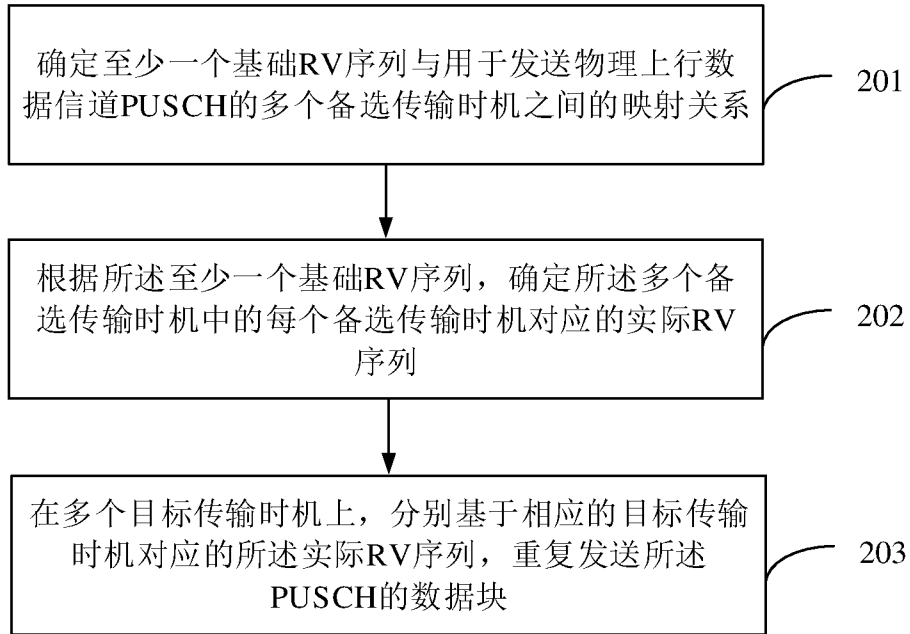 确定至少一个基础RV序列与用于发送物理上行数
据信道PUSCH的多个备选传输时机之间的映射关系
201
根据所述至少一个基础RV序列，确定所述多个备
选传输时机中的每个备选传输时机对应的实际RV
序列
202
在多个目标传输时机上，分别基于相应的目标传输
时机对应的所述实际RV序列，重复发送所述
PUSCH的数据块
203